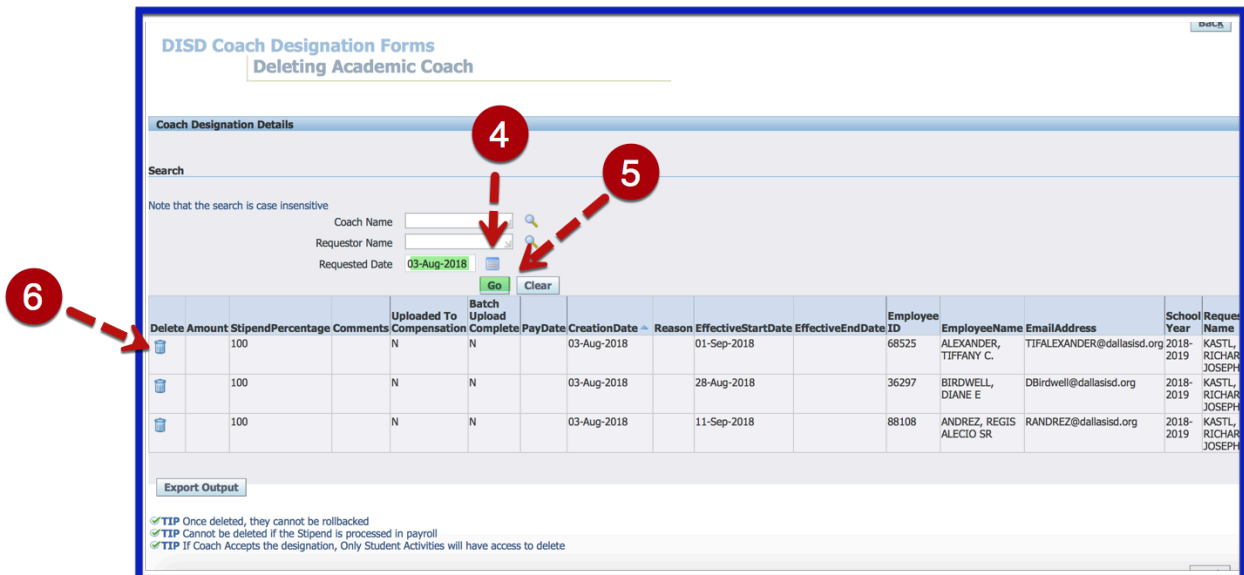 Back
DISD Coach Designation Forms
Deleting Academic Coach
Coach Designation Details
4
5
Search
Note that the search is case insensitive
Coach Name
Requestor Name
Requested Date 03-Aug-2018
Go Clear
6
Delete Amount StipendPercentage Comments Uploaded To Compensation Batch Upload Complete PayDate CreationDate Reason EffectiveStartDate EffectiveEndDate Employee ID EmployeeName EmailAddress School Year Reques Name
100 N N 03-Aug-2018 01-Sep-2018 68525 ALEXANDER, TIFFANY C. TIFALEXANDER@dallasisd.org 2018-2019 KASTL, RICHAR JOSEPH
100 N N 03-Aug-2018 28-Aug-2018 36297 BIRDWELL, DIANE E DBirdwell@dallasisd.org 2018-2019 KASTL, RICHAR JOSEPH
100 N N 03-Aug-2018 11-Sep-2018 88108 ANDREZ, REGIS ALECIO SR RANDREZ@dallasisd.org 2018-2019 KASTL, RICHAR JOSEPH
Export Output
TIP Once deleted, they cannot be rollbacked
TIP Cannot be deleted if the Stipend is processed in payroll
TIP If Coach Accepts the designation, Only Student Activities will have access to delete